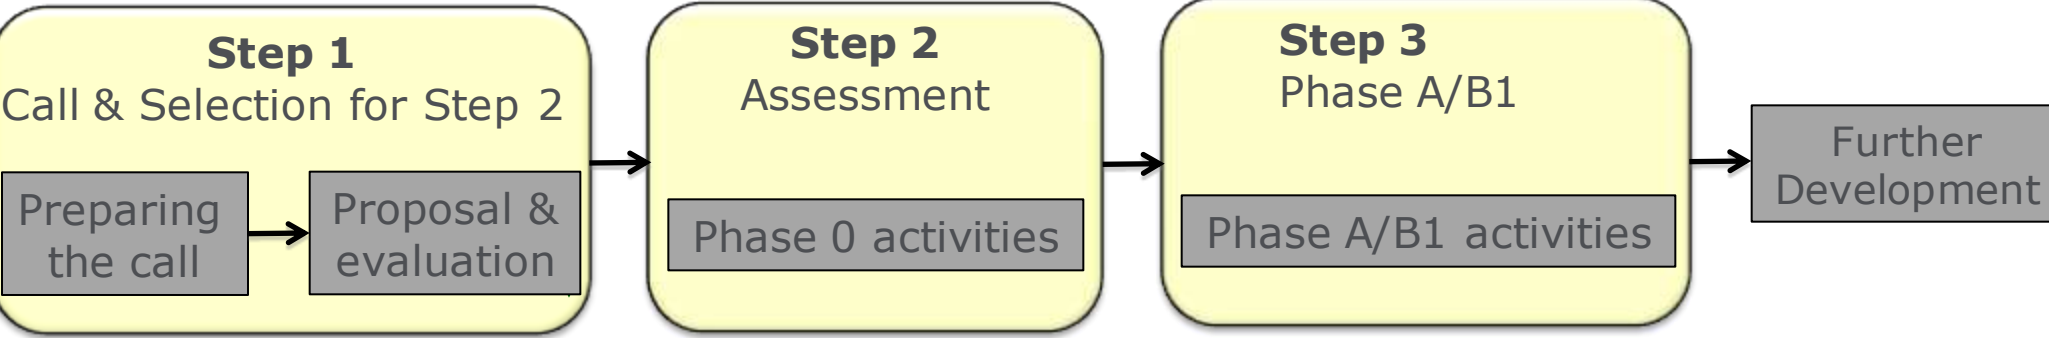 Step 1
Call & Selection for Step 2
Preparing
the call
Proposal &
evaluation
Step 2
Assessment
Phase 0 activities
Step 3
Phase A/B1
Phase A/B1 activities
Further
Development